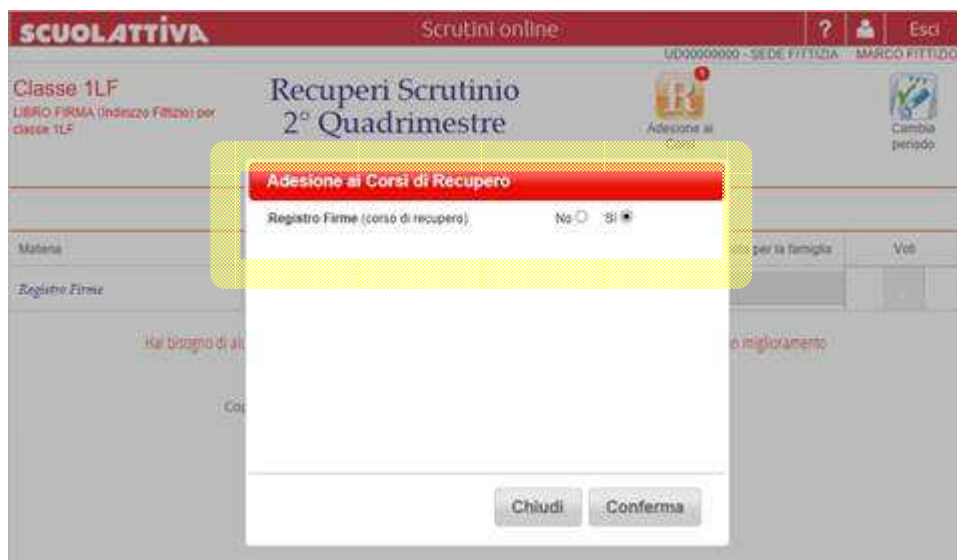 SCUOLATTIVA
Scrutini online
?
Esci
UD00000000 - SEDE FITTIZIA MARCO FITTIZIO
Classe 1LF
LIBRO FIRMA (Indirizzo Fittizio) per
classe 1LF
Recuperi Scrutinio
2° Quadrimestre
Adesione ai
Corsi
Cambia
periodo
Adesione ai Corsi di Recupero
Registro Firme (corso di recupero) No Sì
Materia
per la famiglia
Voti
Registro Firme
Hai bisogno di
miglioramento
Chiudi Conferma